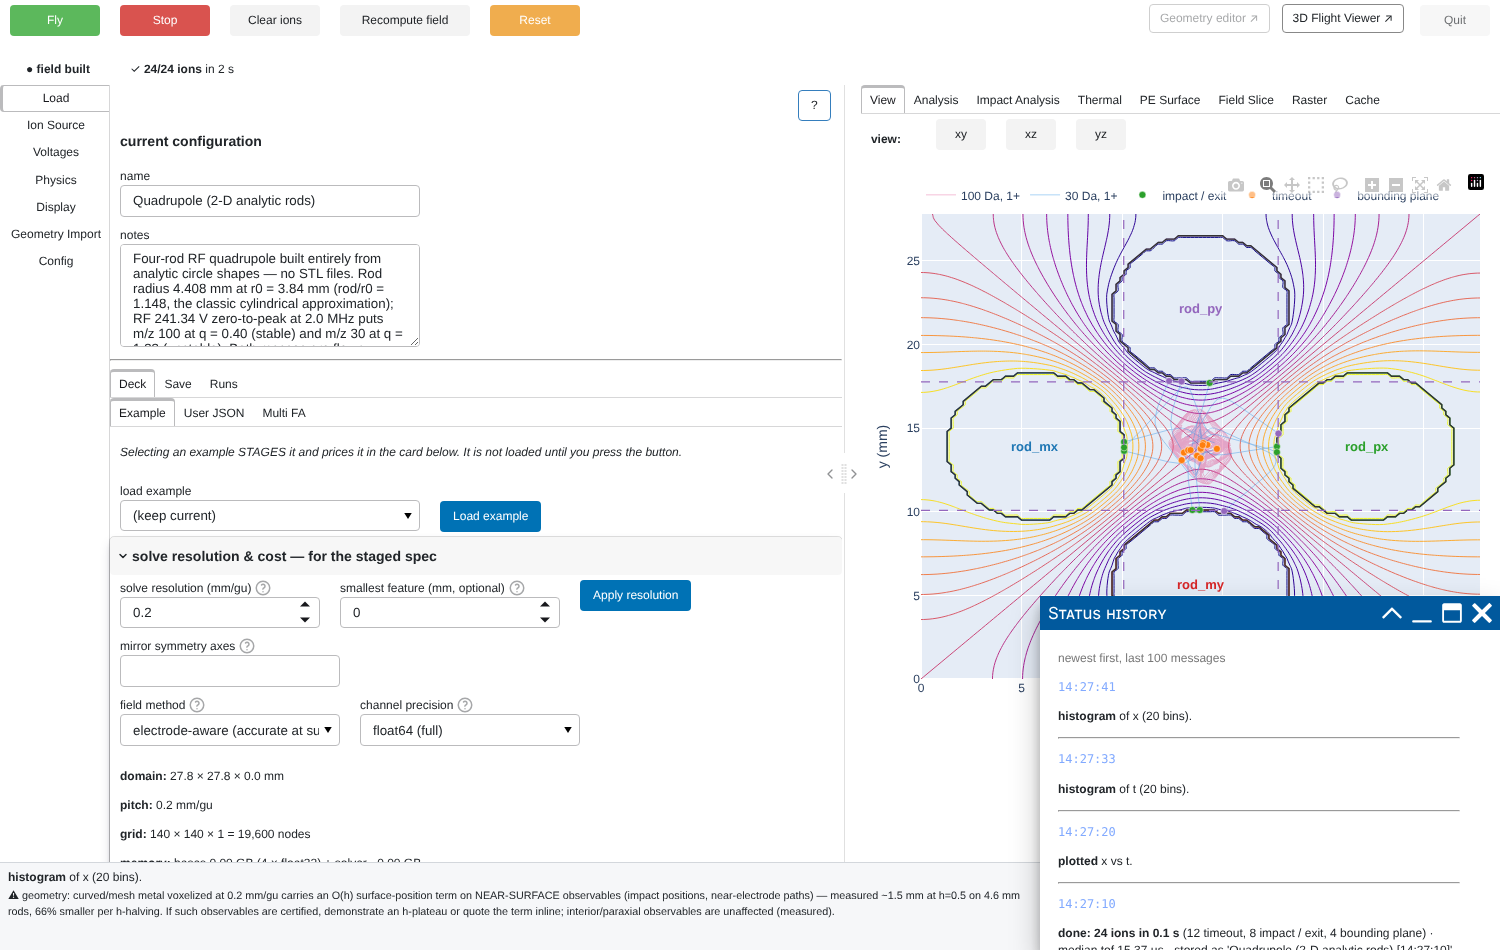 Fly
Stop
Clear ions
Recompute field
Reset
Geometry editor ↗
3D Flight Viewer ↗
Quit
● field built
✓ 24/24 ions in 2 s
Load
Ion Source
Voltages
Physics
Display
Geometry Import
Config
?
current configuration
name
Quadrupole (2-D analytic rods)
notes
Four-rod RF quadrupole built entirely from
analytic circle shapes — no STL files. Rod
radius 4.408 mm at r0 = 3.84 mm (rod/r0 =
1.148, the classic cylindrical approximation);
RF 241.34 V zero-to-peak at 2.0 MHz puts
m/z 100 at q = 0.40 (stable) and m/z 30 at q =
Deck
Save
Runs
Example
User JSON
Multi FA
Selecting an example STAGES it and prices it in the card below. It is not loaded until you press the button.
load example
(keep current)
Load example
solve resolution & cost — for the staged spec
solve resolution (mm/gu) ?
smallest feature (mm, optional) ?
0.2
0
Apply resolution
mirror symmetry axes ?
field method ?
channel precision ?
electrode-aware (accurate at su
float64 (full)
domain: 27.8 × 27.8 × 0.0 mm
pitch: 0.2 mm/gu
grid: 140 × 140 × 1 = 19,600 nodes
View
Analysis
Impact Analysis
Thermal
PE Surface
Field Slice
Raster
Cache
view:
xy
xz
yz
100 Da, 1+
30 Da, 1+
impact / exit
timeout
bounding plane
y (mm)
25
20
15
10
5
0
0
5
rod_py
rod_mx
rod_px
rod_my
Status history
newest first, last 100 messages
14:27:41
histogram of x (20 bins).
14:27:33
histogram of t (20 bins).
14:27:20
plotted x vs t.
14:27:10
done: 24 ions in 0.1 s (12 timeout, 8 impact / exit, 4 bounding plane) ·
median tof 15.37 us · stored as 'Quadrupole (2-D analytic rods) [14:27:10]'
histogram of x (20 bins).
⚠ geometry: curved/mesh metal voxelized at 0.2 mm/gu carries an O(h) surface-position term on NEAR-SURFACE observables (impact positions, near-electrode paths) — measured ~1.5 mm at h=0.5 on 4.6 mm
rods, 66% smaller per h-halving. If such observables are certified, demonstrate an h-plateau or quote the term inline; interior/paraxial observables are unaffected (measured).